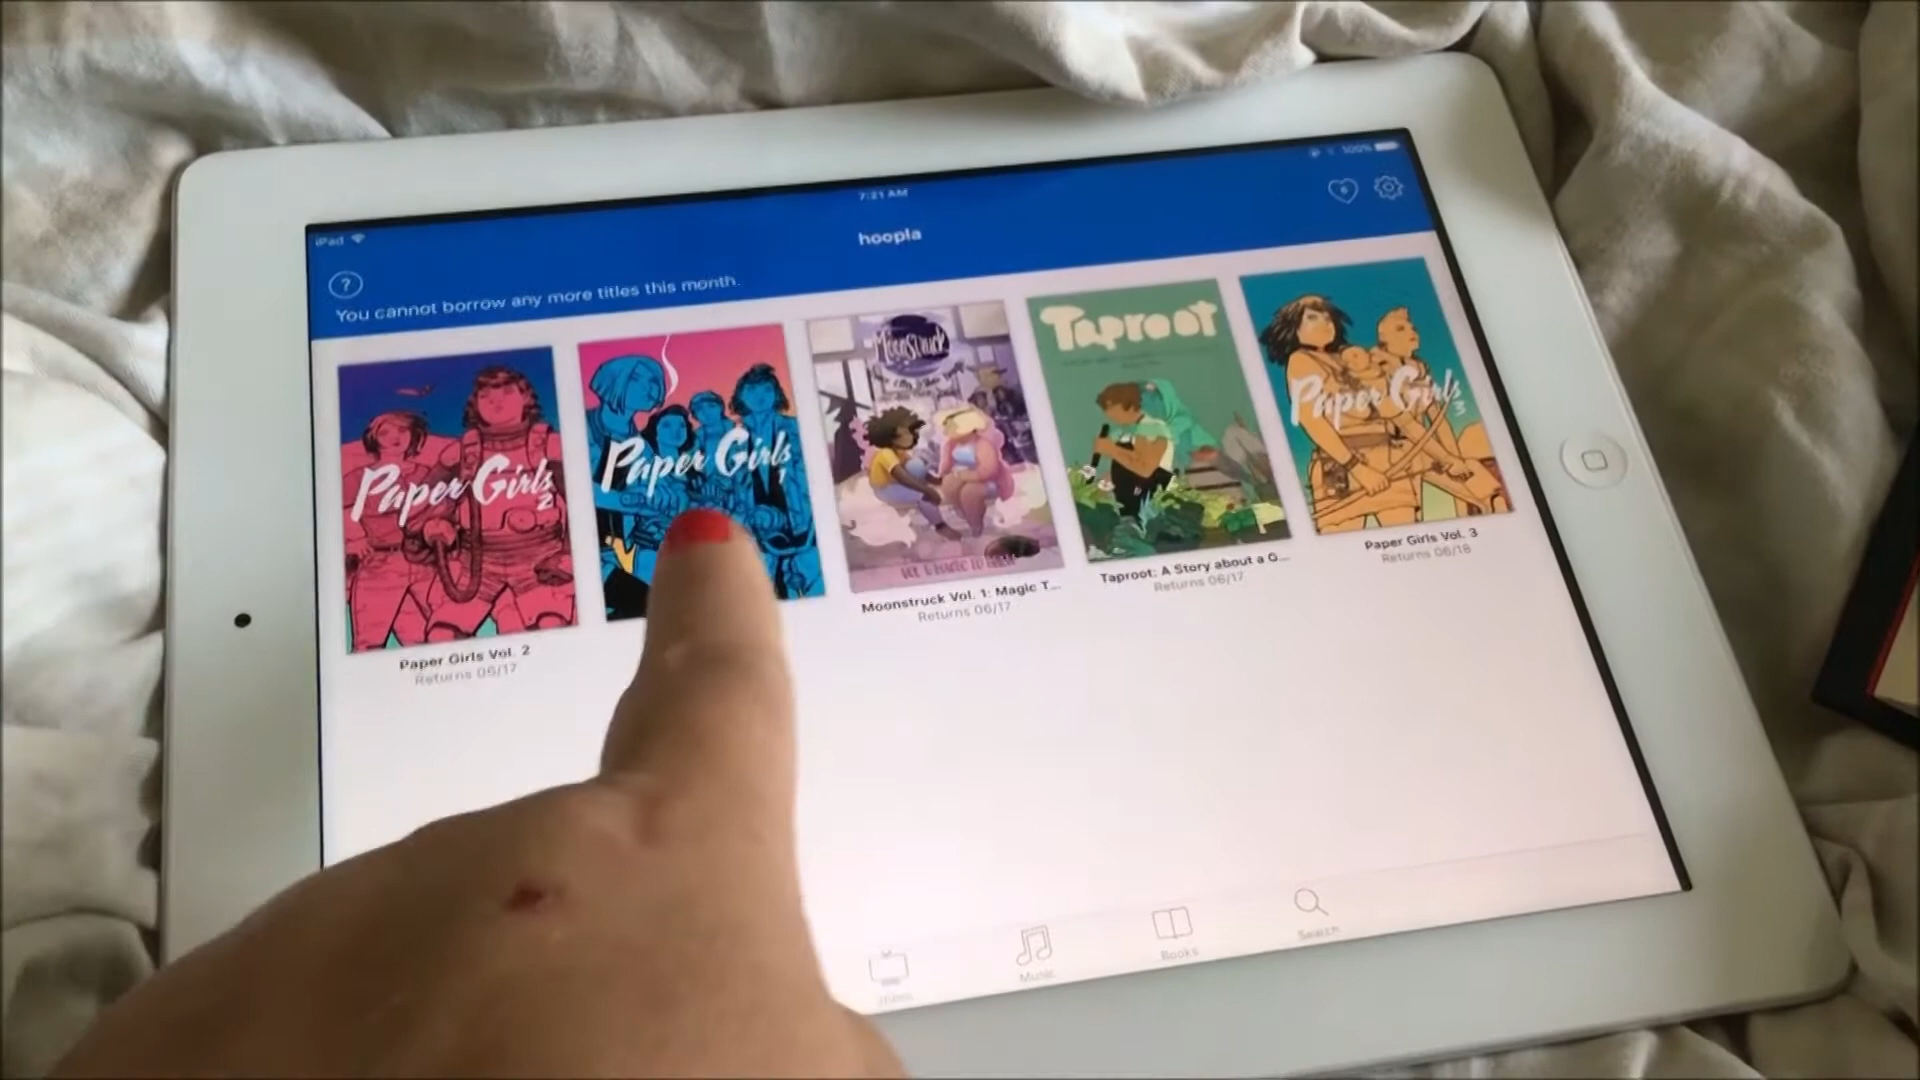 7:21 AM
100%
iPad
hoopla
6
?
You cannot borrow any more titles this month.
Paper Girls
2
Paper Girls
1
Moonstruck
Taproot
Paper Girls
3
Paper Girls Vol. 2
Returns 06/17
Moonstruck Vol. 1: Magic T...
Returns 06/17
Taproot: A Story about a G...
Returns 06/17
Paper Girls Vol. 3
Returns 06/18
Music
Books
Search